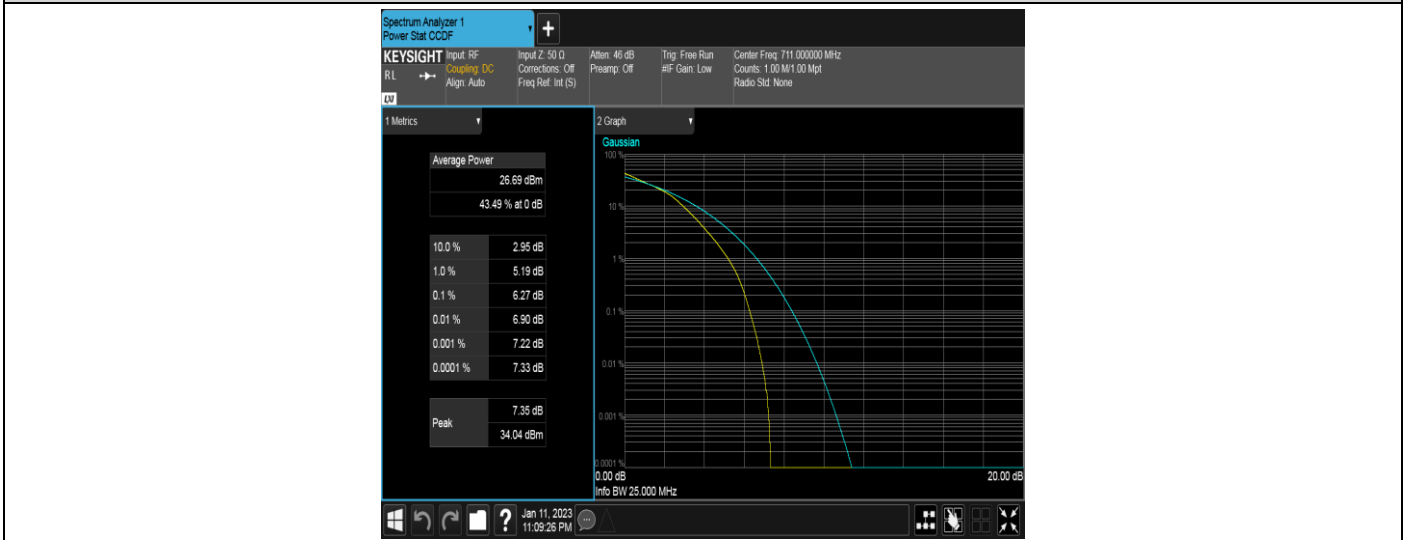 Spectrum Analyzer 1
Power Stat CCDF
KEYSIGHT
RL
LXI
Input: RF
Coupling: DC
Align: Auto
Input Z: 50 Ω
Corrections: Off
Freq Ref: Int (S)
Atten: 46 dB
Preamp: Off
Trig: Free Run
#IF Gain: Low
Center Freq: 711.000000 MHz
Counts: 1.00 M/1.00 Mpt
Radio Std: None
1 Metrics
Average Power
26.69 dBm
43.49 % at 0 dB
10.0 % 2.95 dB
1.0 % 5.19 dB
0.1 % 6.27 dB
0.01 % 6.90 dB
0.001 % 7.22 dB
0.0001 % 7.33 dB
Peak
7.35 dB
34.04 dBm
2 Graph
Gaussian
100 %
10 %
1 %
0.1 %
0.01 %
0.001 %
0.0001 %
0.00 dB 20.00 dB
Info BW 25.000 MHz
?
Jan 11, 2023
11:09:26 PM